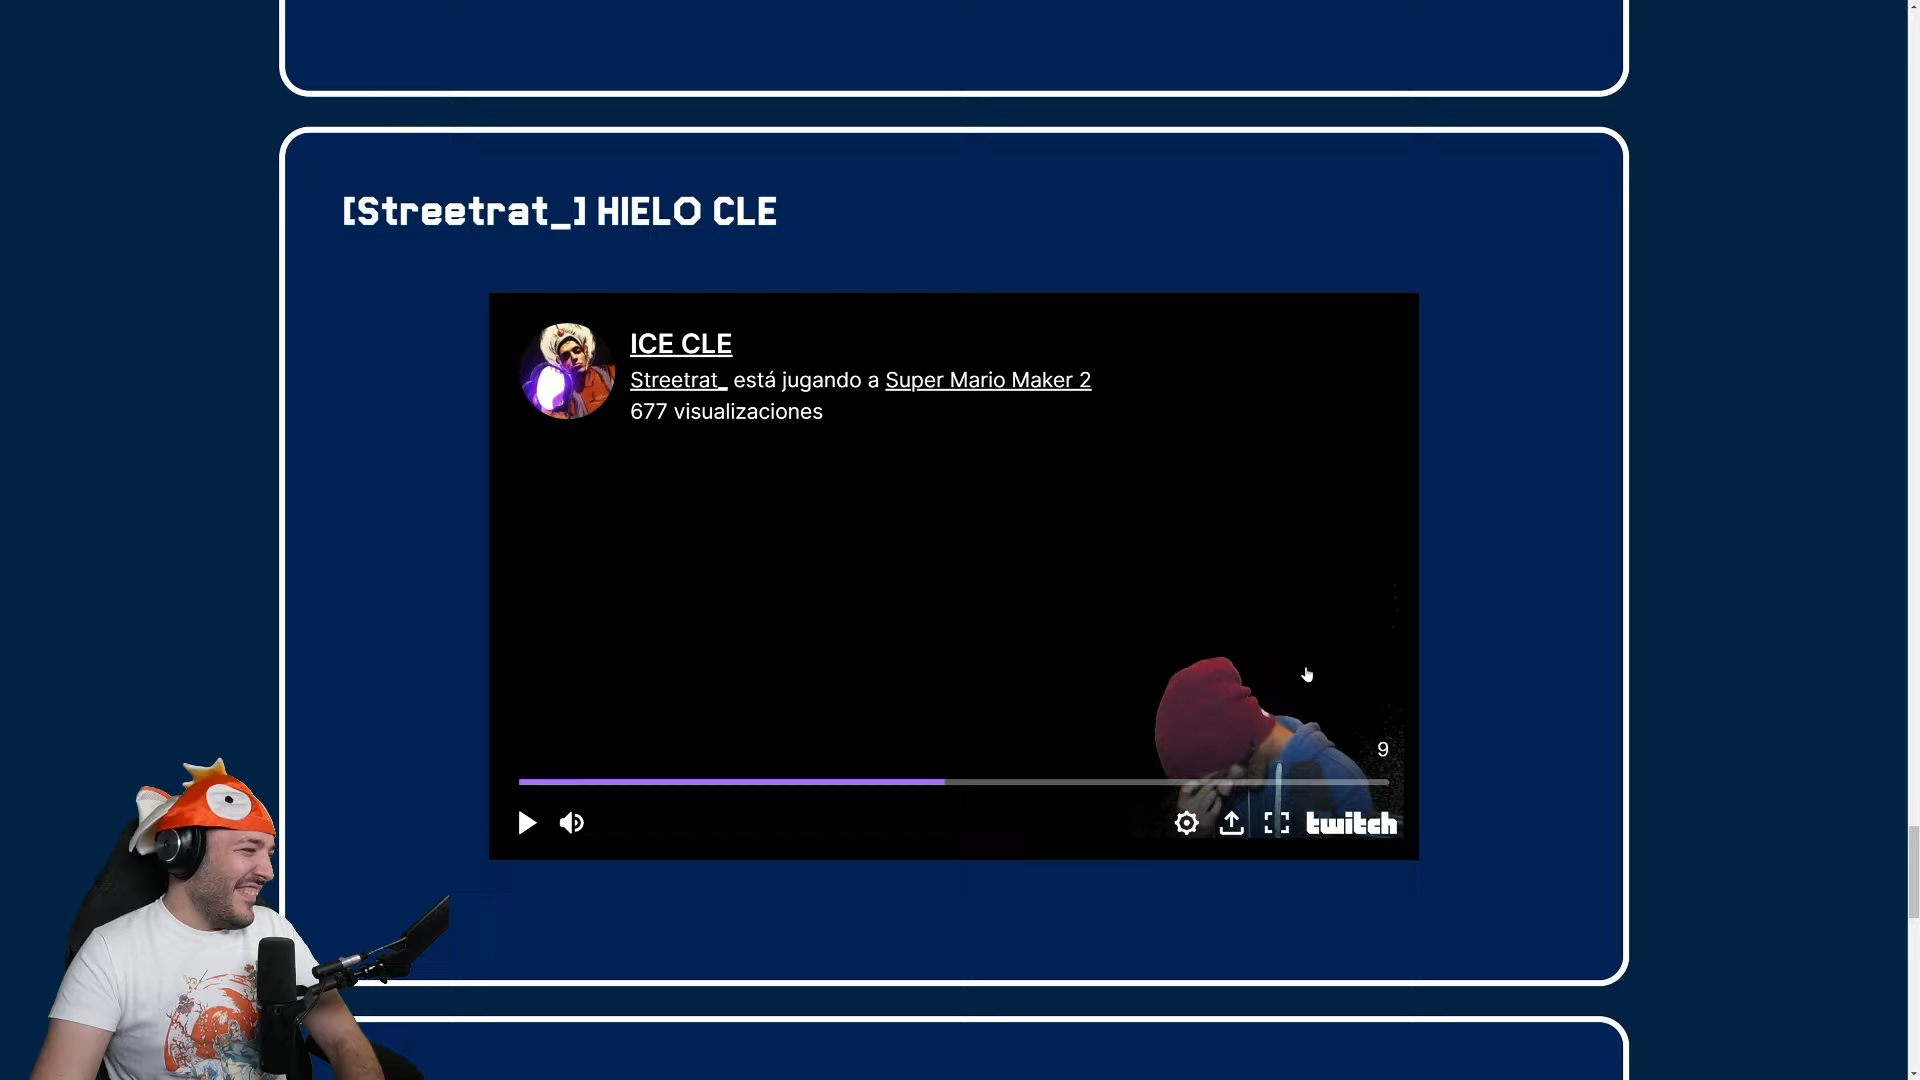 [Streetrat_] HIELO CLE
ICE CLE
Streetrat_ está jugando a Super Mario Maker 2
677 visualizaciones
9
twitch